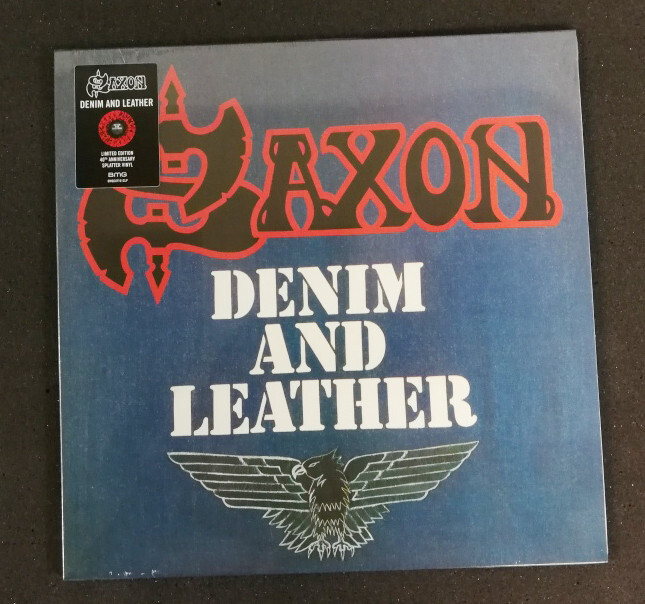 SAXON
DENIM AND LEATHER
LIMITED EDITION
40TH ANNIVERSARY
SPLATTER VINYL
BMG
SAXON
DENIM
AND
LEATHER